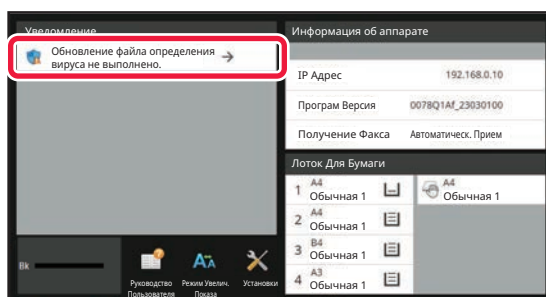 Уведомление
Обновление файла определения
вируса не выполнено.
Bk
Руководство
Пользователя
Режим Увелич.
Показа
Установки
Информация об аппарате
IP Адрес 192.168.0.10
Програм Версия 0078Q1Af_23030100
Получение Факса Автоматическ. Прием
Лоток Для Бумаги
1 A4
Обычная 1
A4
Обычная 1
2 A4
Обычная 1
3 B4
Обычная 1
4 A3
Обычная 1